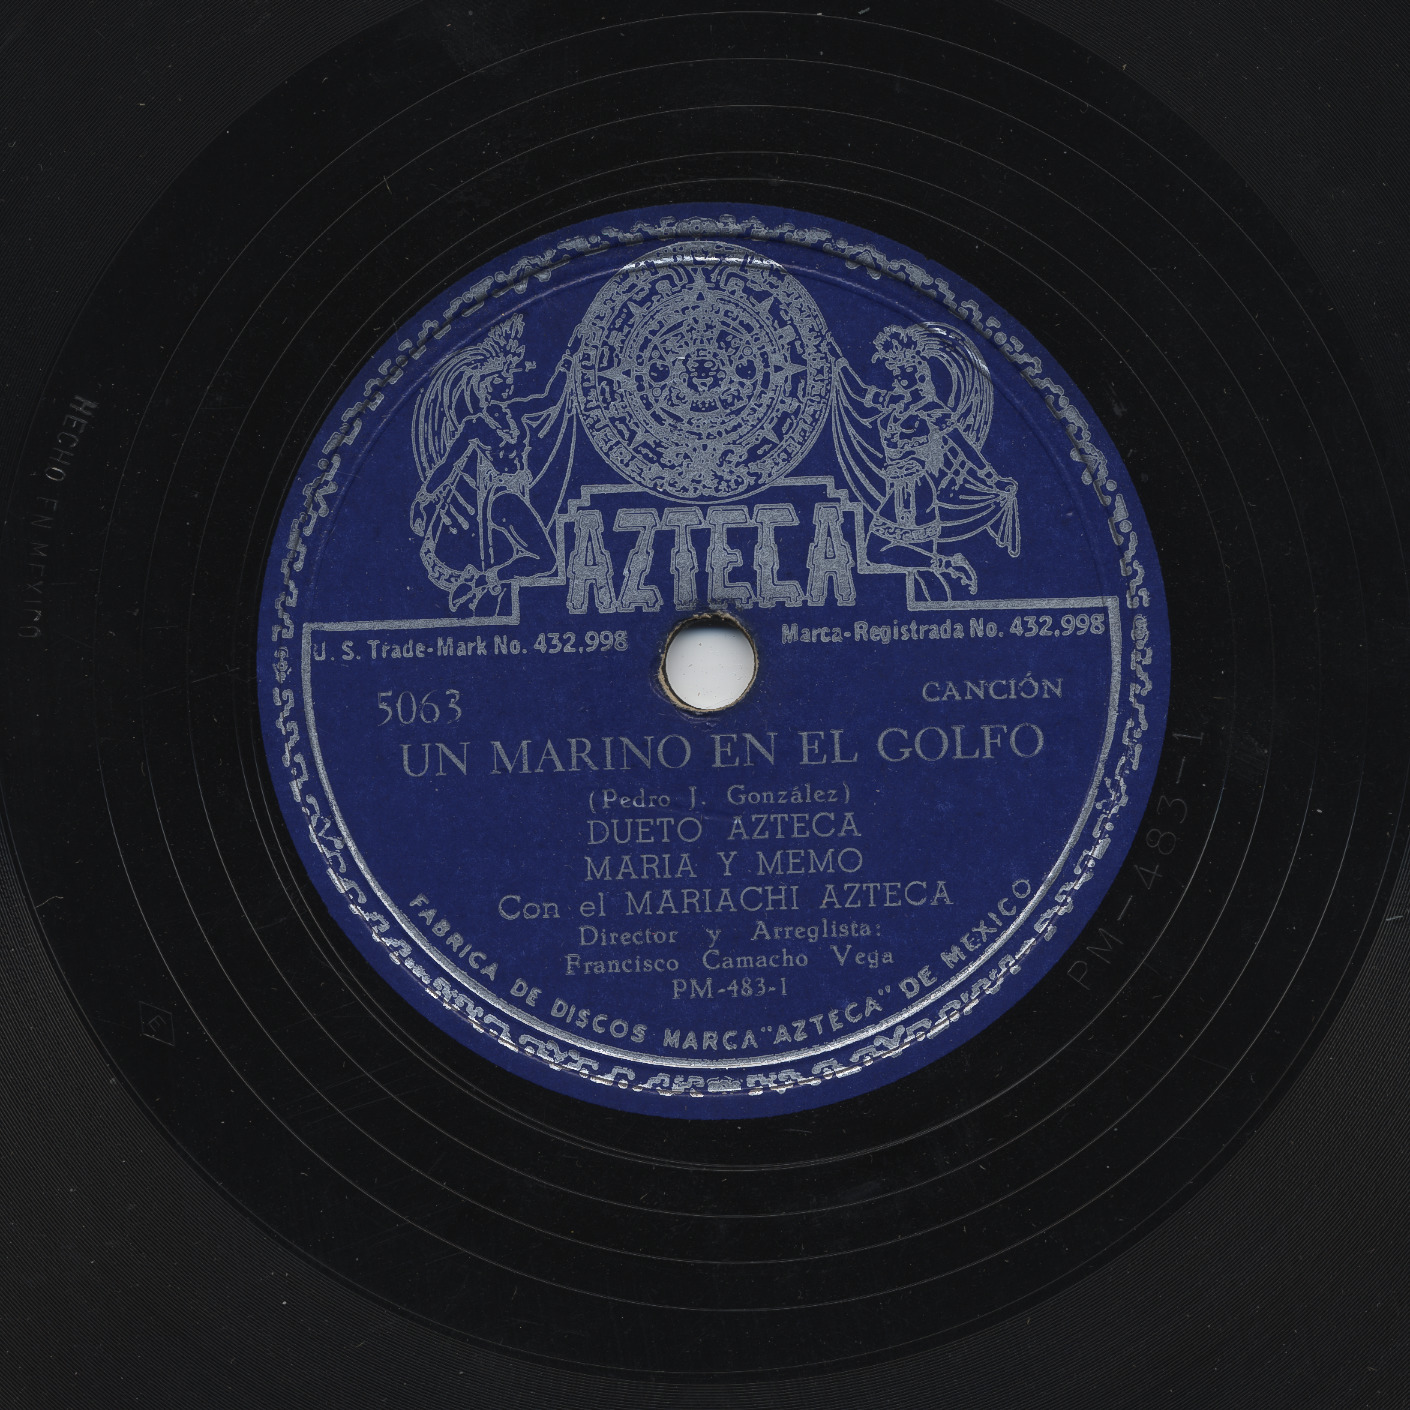 AZTECA
U. S. Trade-Mark No. 432,998
Marca-Registrada No. 432,998
5063
CANCIÓN
UN MARINO EN EL GOLFO
(Pedro J. González)
DUETO AZTECA
MARIA Y MEMO
Con el MARIACHI AZTECA
Director y Arreglista:
Francisco Camacho Vega
PM-483-1
FABRICA DE DISCOS MARCA "AZTECA" DE MEXICO
HECHO EN MEXICO
PM-483-1
E